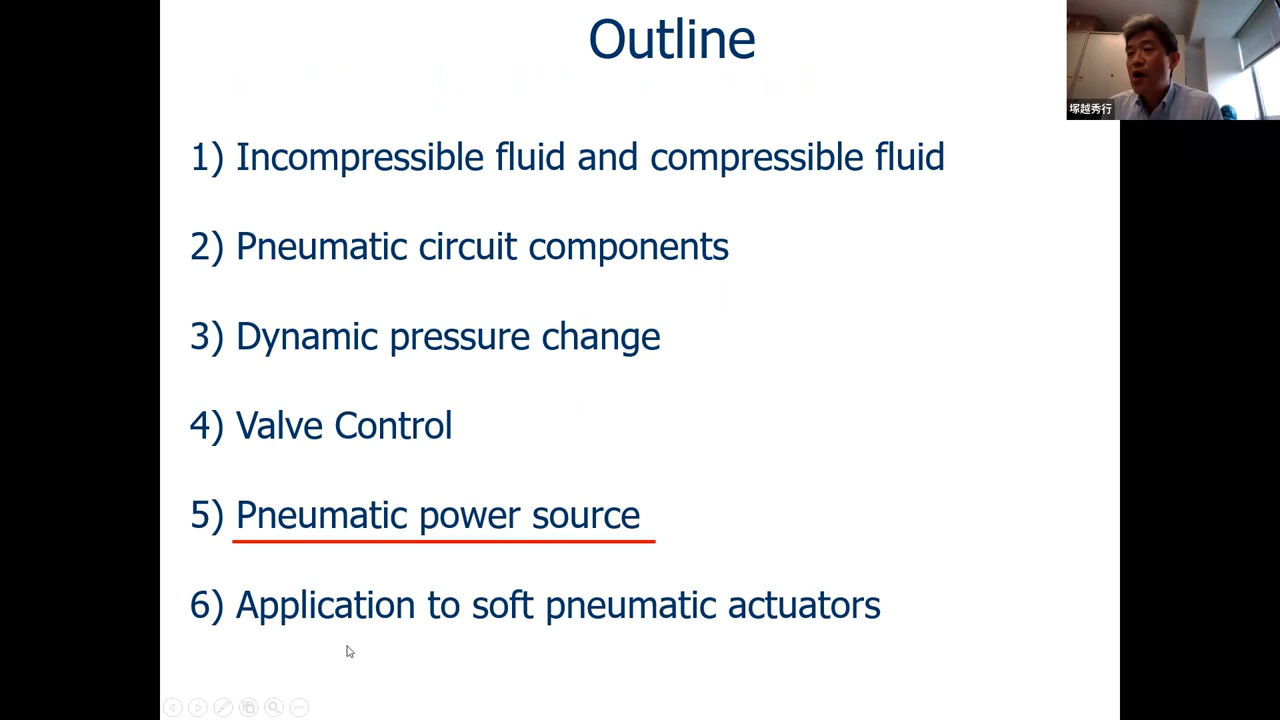 Outline
塚越秀行
1) Incompressible fluid and compressible fluid
2) Pneumatic circuit components
3) Dynamic pressure change
4) Valve Control
5) Pneumatic power source
6) Application to soft pneumatic actuators